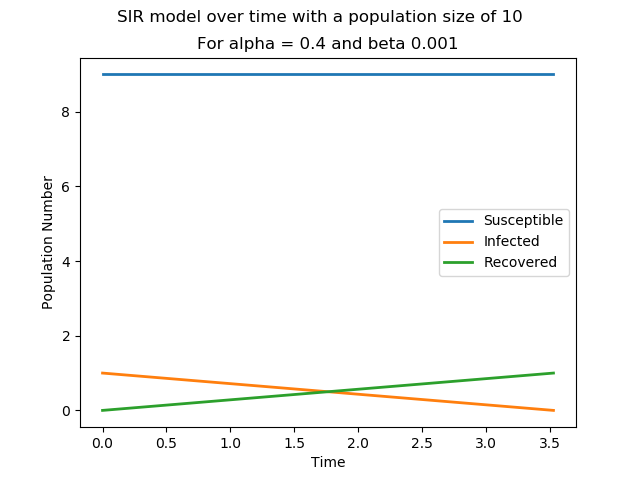 SIR model over time with a population size of 10
For alpha = 0.4 and beta 0.001
Population Number
8
6
4
2
0
Susceptible
Infected
Recovered
0.0 0.5 1.0 1.5 2.0 2.5 3.0 3.5
Time